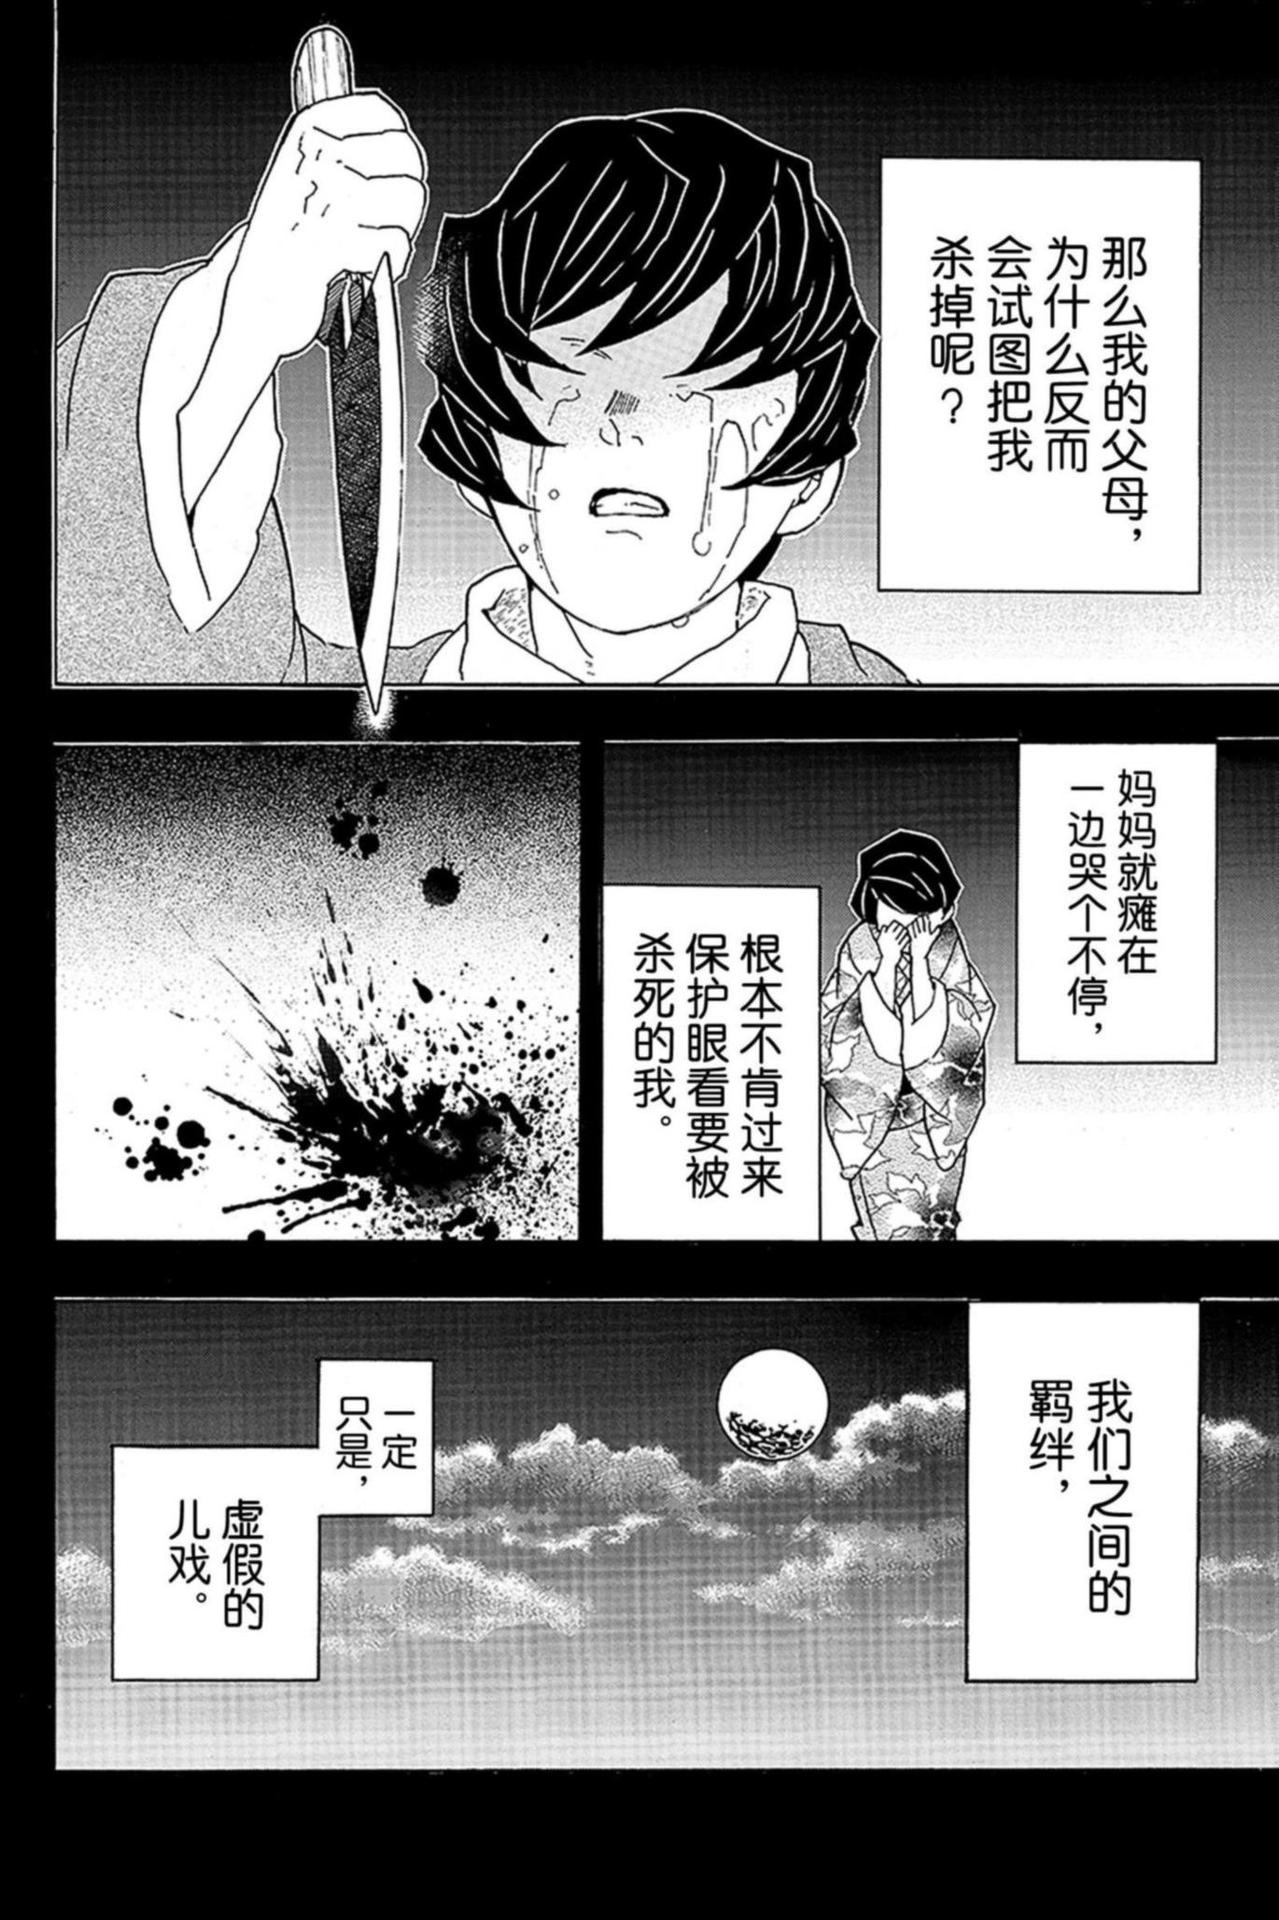 那么我的父母，
为什么反而
会试图把我
杀掉呢？
妈妈就瘫在
一边哭个不停，
根本不肯过来
保护眼看要被
杀死的我。
我们之间的
羁绊，
一定
只是，
虚假的
儿戏。